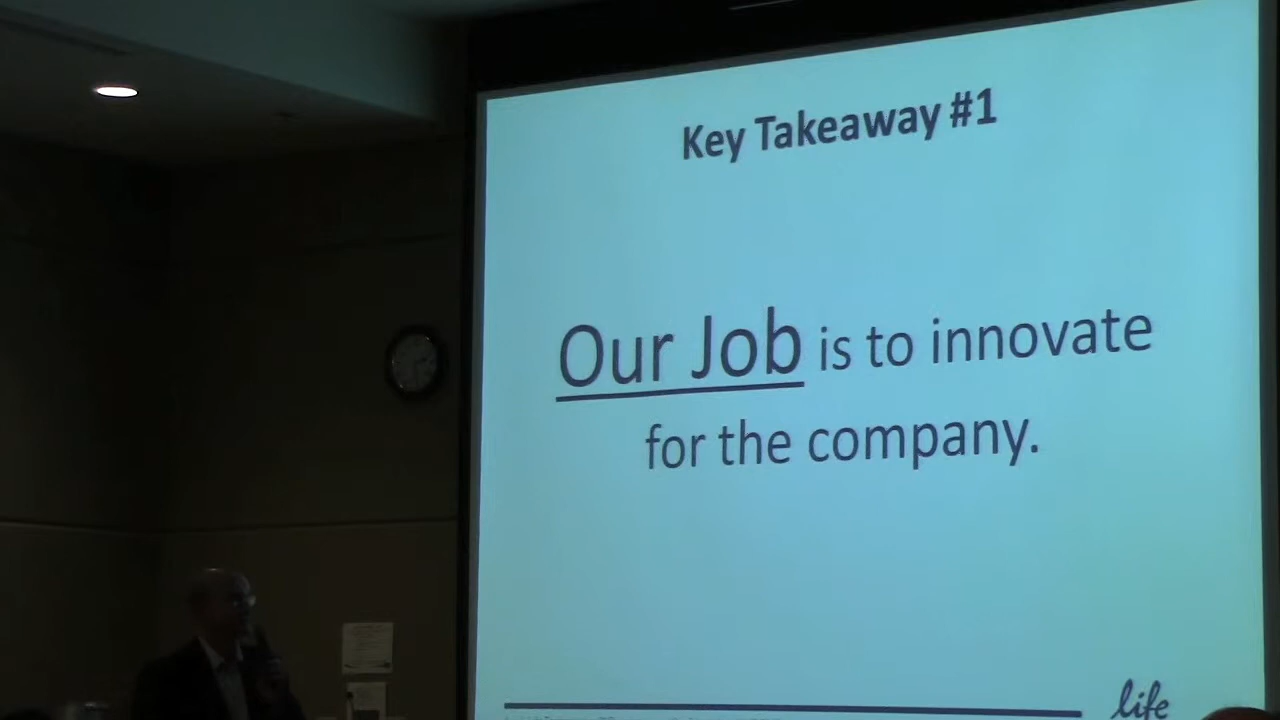 Key Takeaway #1
Our Job is to innovate
for the company.
life